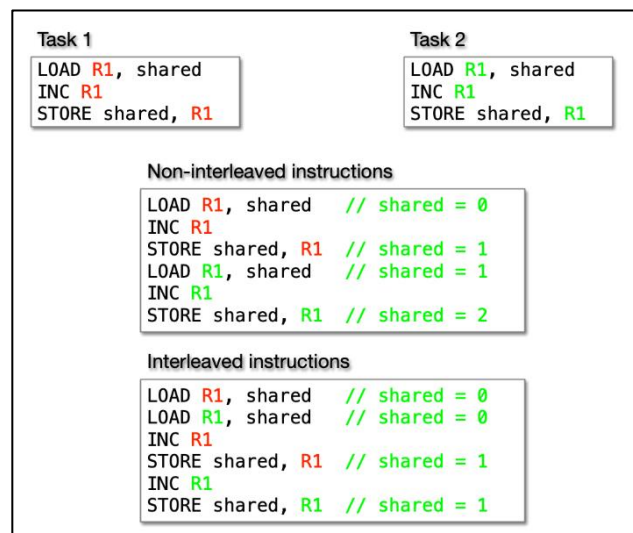 Task 1
LOAD R1, shared
INC R1
STORE shared, R1
Task 2
LOAD R1, shared
INC R1
STORE shared, R1
Non-interleaved instructions
LOAD R1, shared // shared = 0
INC R1
STORE shared, R1 // shared = 1
LOAD R1, shared // shared = 1
INC R1
STORE shared, R1 // shared = 2
Interleaved instructions
LOAD R1, shared // shared = 0
LOAD R1, shared // shared = 0
INC R1
STORE shared, R1 // shared = 1
INC R1
STORE shared, R1 // shared = 1